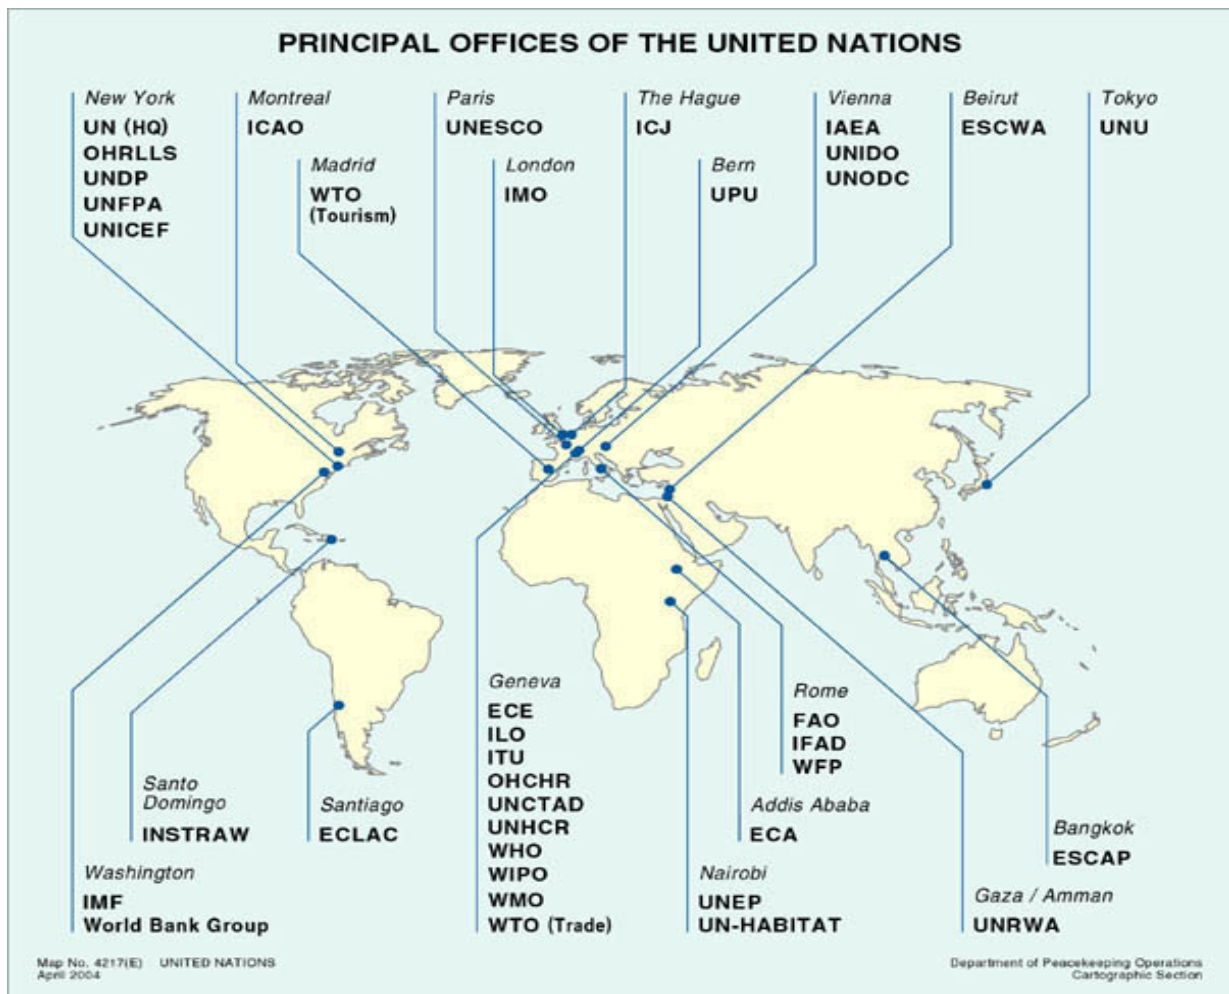 PRINCIPAL OFFICES OF THE UNITED NATIONS
New York
UN (HQ)
OHRLLS
UNDP
UNFPA
UNICEF
Montreal
ICAO
Madrid
WTO
(Tourism)
Paris
UNESCO
London
IMO
The Hague
ICJ
Bern
UPU
Vienna
IAEA
UNIDO
UNODC
Beirut
ESCWA
Tokyo
UNU
Santo
Domingo
INSTRAW
Washington
IMF
World Bank Group
Santiago
ECLAC
Geneva
ECE
ILO
ITU
OHCHR
UNCTAD
UNHCR
WHO
WIPO
WMO
WTO (Trade)
Rome
FAO
IFAD
WFP
Addis Ababa
ECA
Nairobi
UNEP
UN-HABITAT
Bangkok
ESCAP
Gaza / Amman
UNRWA
Map No. 4217(E) UNITED NATIONS
April 2004
Department of Peacekeeping Operations
Cartographic Section